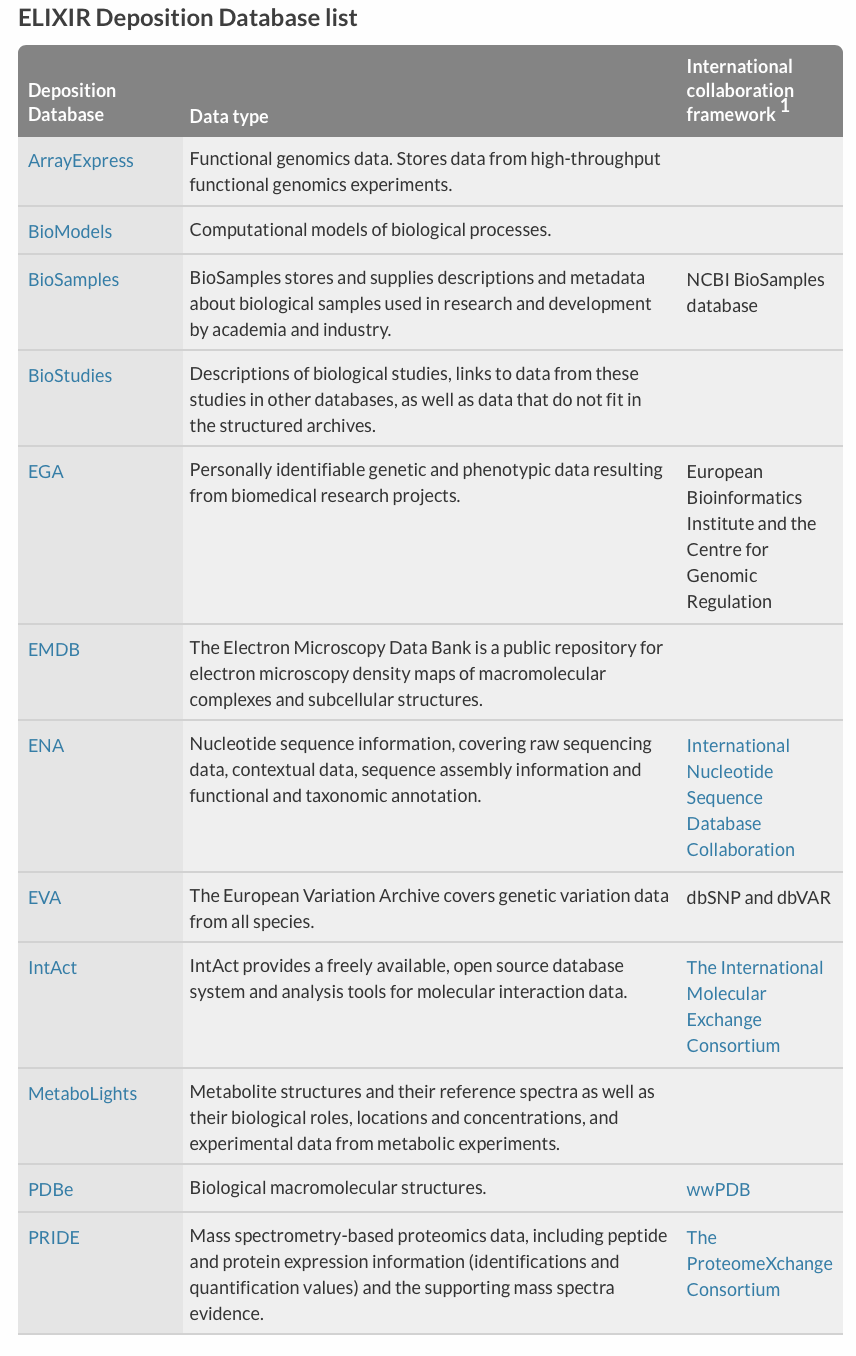 ELIXIR Deposition Database list
Deposition
Database
Data type
International
collaboration
framework 1
ArrayExpress
Functional genomics data. Stores data from high-throughput
functional genomics experiments.
BioModels
Computational models of biological processes.
BioSamples
BioSamples stores and supplies descriptions and metadata
about biological samples used in research and development
by academia and industry.
NCBI BioSamples
database
BioStudies
Descriptions of biological studies, links to data from these
studies in other databases, as well as data that do not fit in
the structured archives.
EGA
Personally identifiable genetic and phenotypic data resulting
from biomedical research projects.
European
Bioinformatics
Institute and the
Centre for
Genomic
Regulation
EMDB
The Electron Microscopy Data Bank is a public repository for
electron microscopy density maps of macromolecular
complexes and subcellular structures.
ENA
Nucleotide sequence information, covering raw sequencing
data, contextual data, sequence assembly information and
functional and taxonomic annotation.
International
Nucleotide
Sequence
Database
Collaboration
EVA
The European Variation Archive covers genetic variation data
from all species.
dbSNP and dbVAR
IntAct
IntAct provides a freely available, open source database
system and analysis tools for molecular interaction data.
The International
Molecular
Exchange
Consortium
MetaboLights
Metabolite structures and their reference spectra as well as
their biological roles, locations and concentrations, and
experimental data from metabolic experiments.
PDBe
Biological macromolecular structures.
wwPDB
PRIDE
Mass spectrometry-based proteomics data, including peptide
and protein expression information (identifications and
quantification values) and the supporting mass spectra
evidence.
The
ProteomeXchange
Consortium